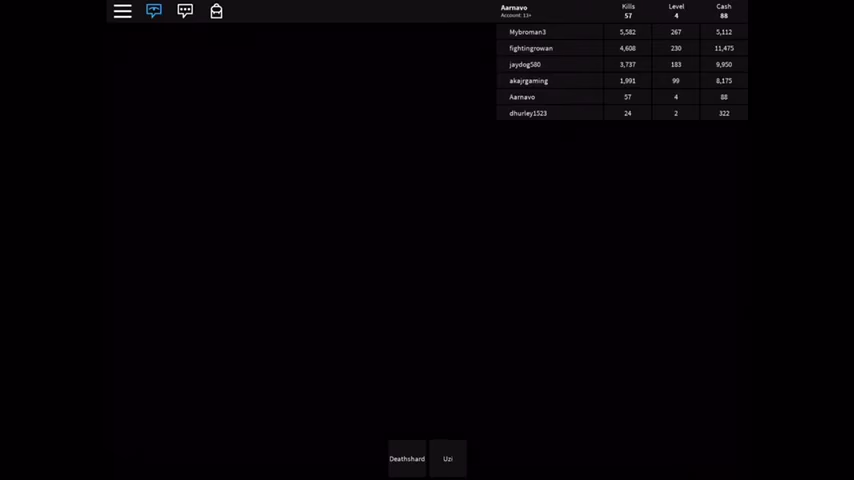 Aarnavo Kills Level Cash
Account: 13+ 57 4 88
Mybroman3 5,582 267 5,112
fightingrowan 4,608 230 11,475
jaydog580 3,737 183 9,950
akajrgaming 1,991 99 8,175
Aarnavo 57 4 88
dhurley1523 24 2 322
Deathshard Uzi